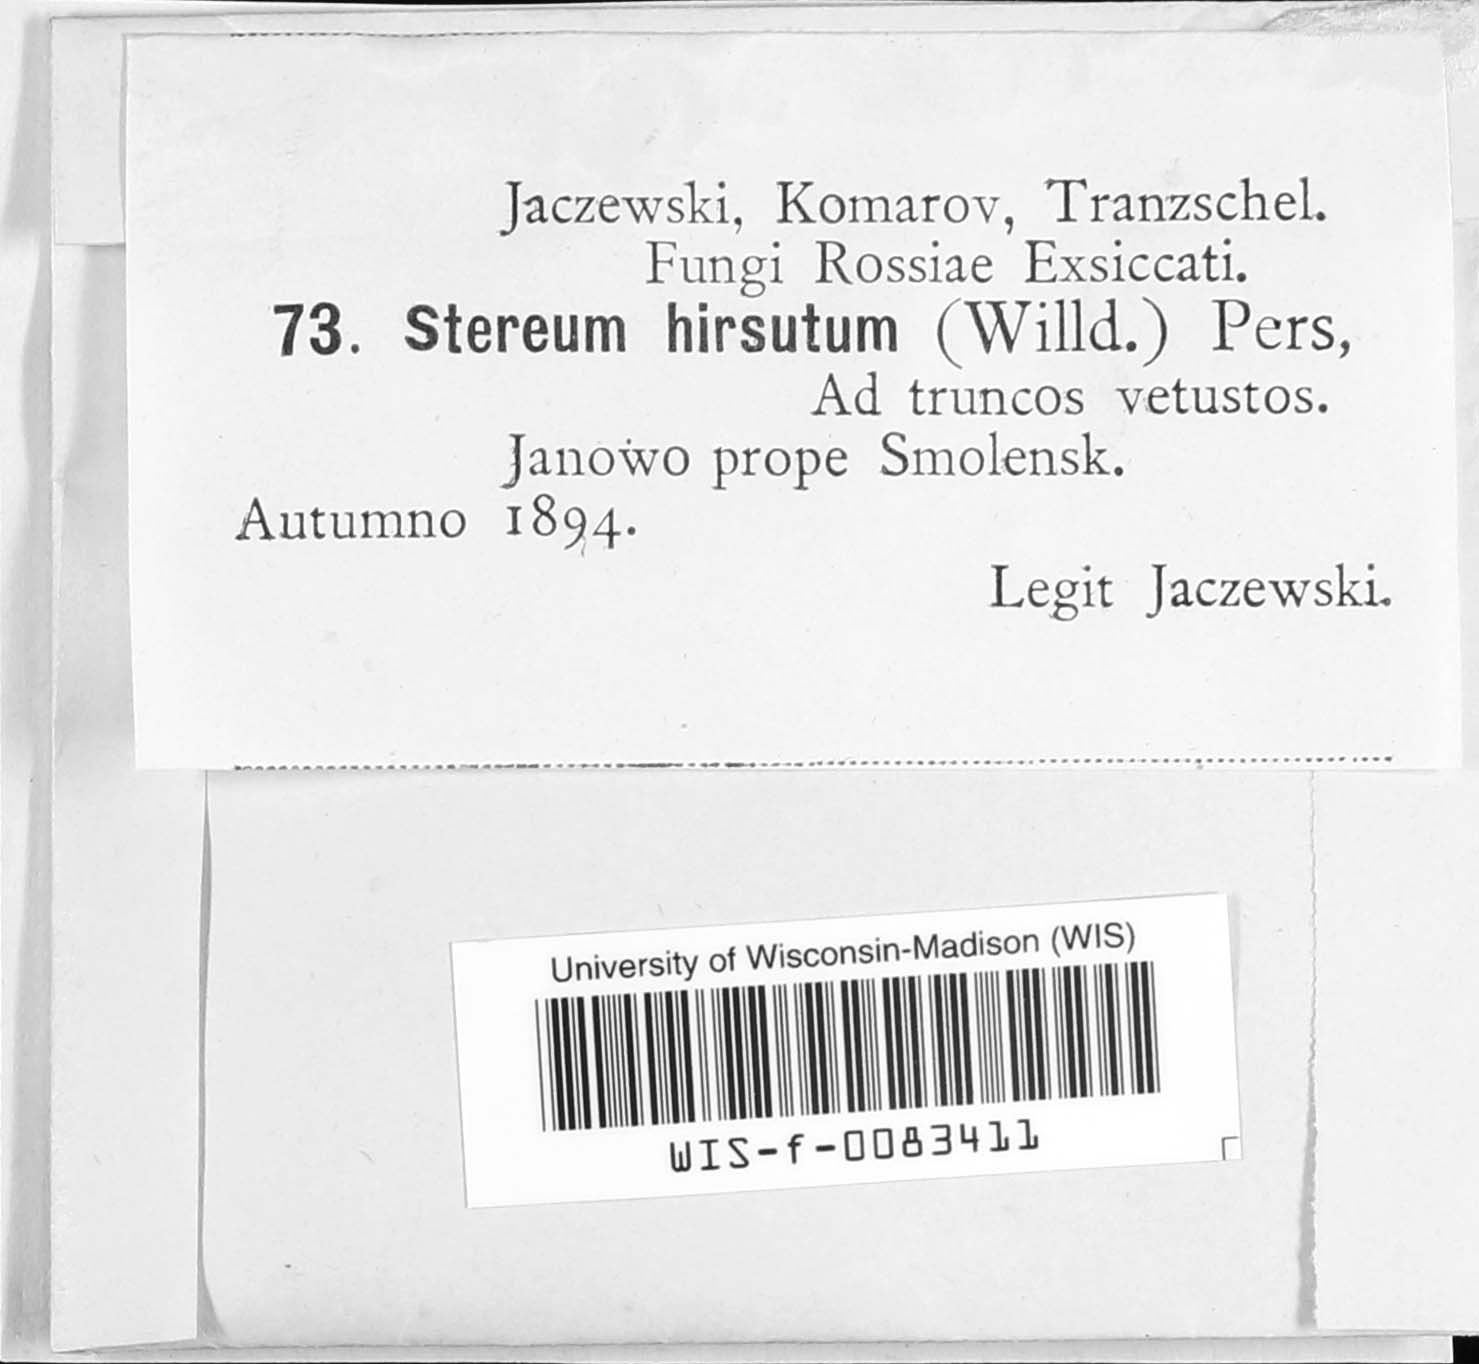 Jaczewski, Komarov, Tranzschel.
Fungi Rossiae Exsiccati.
73. Stereum hirsutum (Willd.) Pers,
Ad truncos vetustos.
Janowo prope Smolensk.
Autumno 1894.
Legit Jaczewski.
University of Wisconsin-Madison (WIS)
WIS-f-0083411